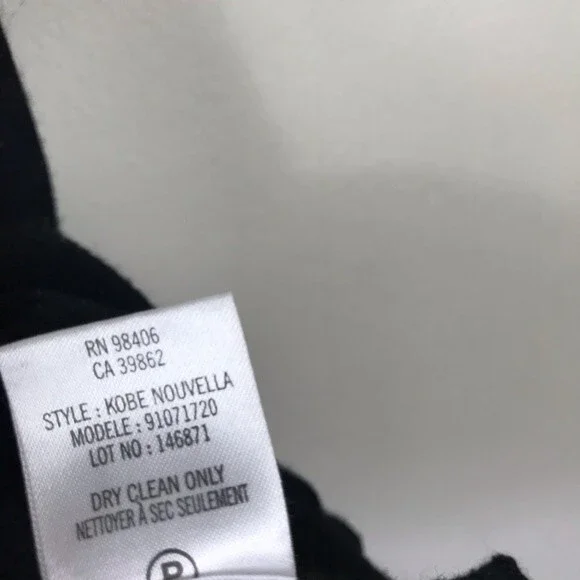 RN 98406
CA 39862
STYLE : KOBE NOUVELLA
MODELE : 91071720
LOT NO : 146871
DRY CLEAN ONLY
NETTOYER À SEC SEULEMENT
P